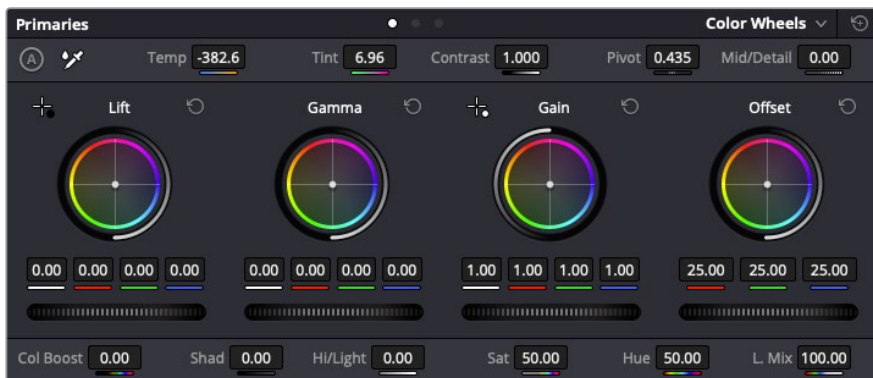 Primaries Color Wheels
A Temp -382.6 Tint 6.96 Contrast 1.000 Pivot 0.435 Mid/Detail 0.00
Lift Gamma Gain Offset
0.00 0.00 0.00 0.00 0.00 0.00 0.00 0.00 1.00 1.00 1.00 1.00 25.00 25.00 25.00
Col Boost 0.00 Shad 0.00 Hi/Light 0.00 Sat 50.00 Hue 50.00 L. Mix 100.00